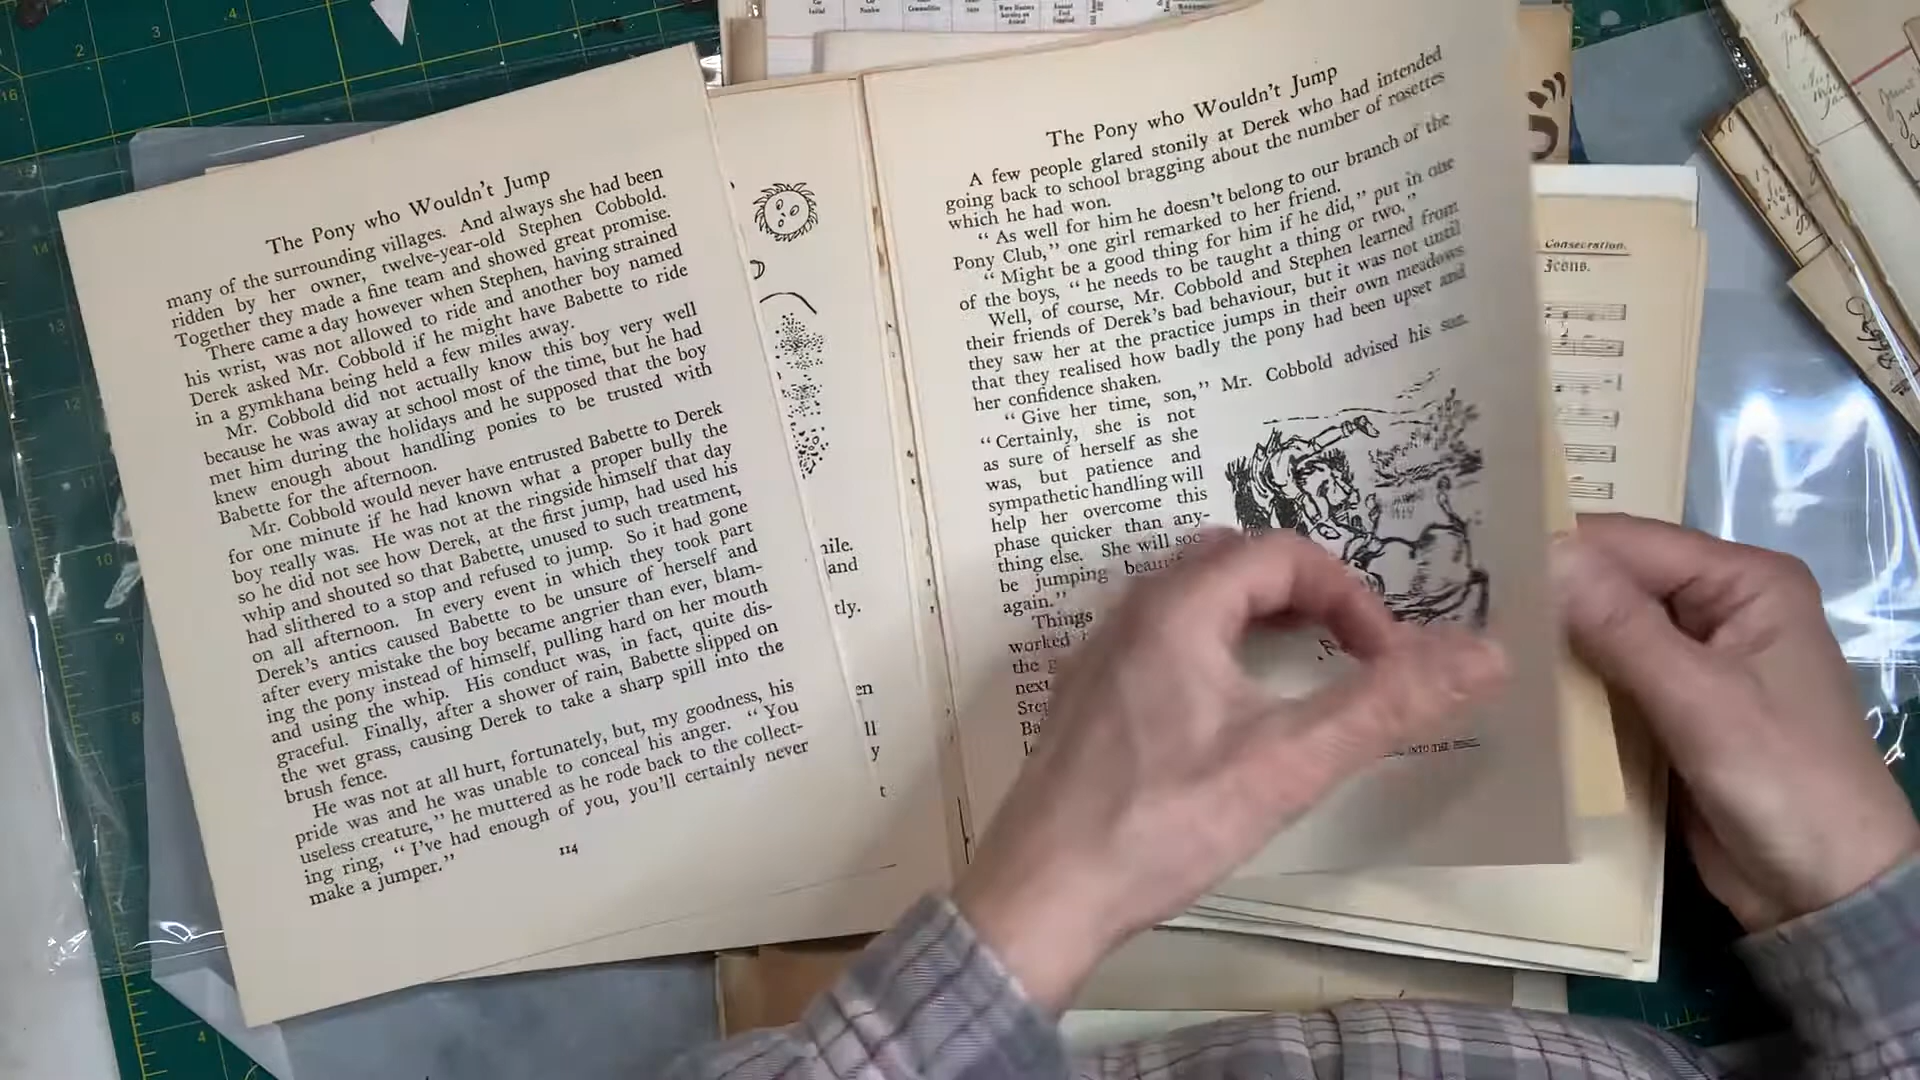 The Pony who Wouldn't Jump
many of the surrounding villages. And always she had been
ridden by her owner, twelve-year-old Stephen Cobbold.
Together they made a fine team and showed great promise.
There came a day however when Stephen, having strained
his wrist, was not allowed to ride and another boy named
Derek asked Mr. Cobbold if he might have Babette to ride
in a gymkhana being held a few miles away.
Mr. Cobbold did not actually know this boy very well
because he was away at school most of the time, but he had
met him during the holidays and he supposed that the boy
knew enough about handling ponies to be trusted with
Babette for the afternoon.
Mr. Cobbold would never have entrusted Babette to Derek
for one minute if he had known what a proper bully the
boy really was. He was not at the ringside himself that day
so he did not see how Derek, at the first jump, had used his
whip and shouted so that Babette, unused to such treatment,
had slithered to a stop and refused to jump. So it had gone
on all afternoon. In every event in which they took part
Derek's antics caused Babette to be unsure of herself and
after every mistake the boy became angrier than ever, blam-
ing the pony instead of himself, pulling hard on her mouth
and using the whip. His conduct was, in fact, quite dis-
graceful. Finally, after a shower of rain, Babette slipped on
the wet grass, causing Derek to take a sharp spill into the
brush fence.
He was not at all hurt, fortunately, but, my goodness, his
pride was and he was unable to conceal his anger. “You
useless creature,” he muttered as he rode back to the collect-
ing ring, “I've had enough of you, you'll certainly never
make a jumper.”
114
and
tly.
The Pony who Wouldn't Jump
A few people glared stonily at Derek who had intended
going back to school bragging about the number of rosettes
which he had won.
“As well for him he doesn't belong to our branch of the
Pony Club,” one girl remarked to her friend.
“Might be a good thing for him if he did,” put in one
of the boys, “he needs to be taught a thing or two.”
Well, of course, Mr. Cobbold and Stephen learned from
their friends of Derek's bad behaviour, but it was not until
they saw her at the practice jumps in their own meadows
that they realised how badly the pony had been upset and
her confidence shaken.
“Give her time, son,” Mr. Cobbold advised his son.
“Certainly, she is not
as sure of herself as she
was, but patience and
sympathetic handling will
help her overcome this
phase quicker than any-
thing else. She will soo
be jumping
again.”
Things
worked
the
next
INTO THE
Consecration.
Icons.